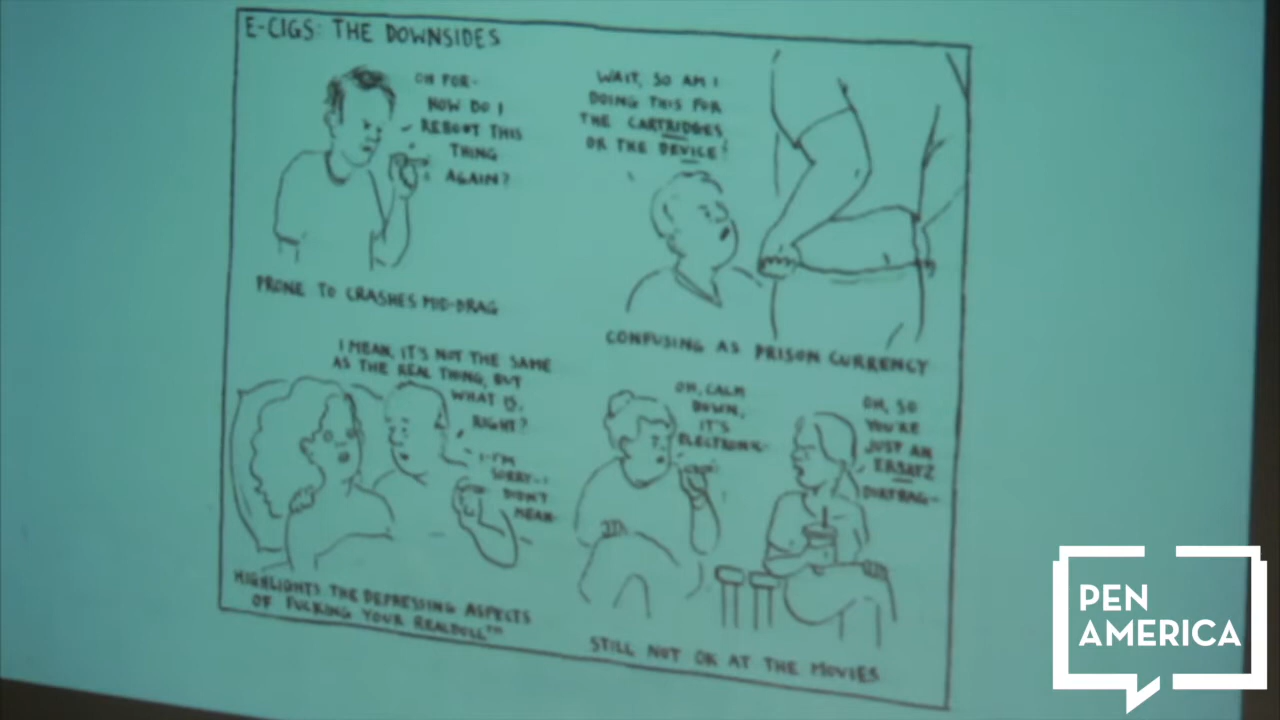 E-CIGS: THE DOWNSIDES
OH FOR-
HOW DO I
REBOOT THIS
THING
AGAIN?
PRONE TO CRASHES MID-DRAG
WAIT, SO AM I
DOING THIS FOR
THE CARTRIDGES
OR THE DEVICE?
CONFUSING AS PRISON CURRENCY
I MEAN, IT'S NOT THE SAME
AS THE REAL THING, BUT
WHAT IS,
RIGHT?
I-I'M
SORRY-I
DIDN'T
MEAN-
HIGHLIGHTS THE DEPRESSING ASPECTS
OF FUCKING YOUR REALDOLL™
OH, CALM
DOWN,
IT'S
ELECTRONIC-
OH, SO
YOU'RE
JUST AN
ERSATZ
DIRTBAG-
STILL NOT OK AT THE MOVIES
PEN
AMERICA